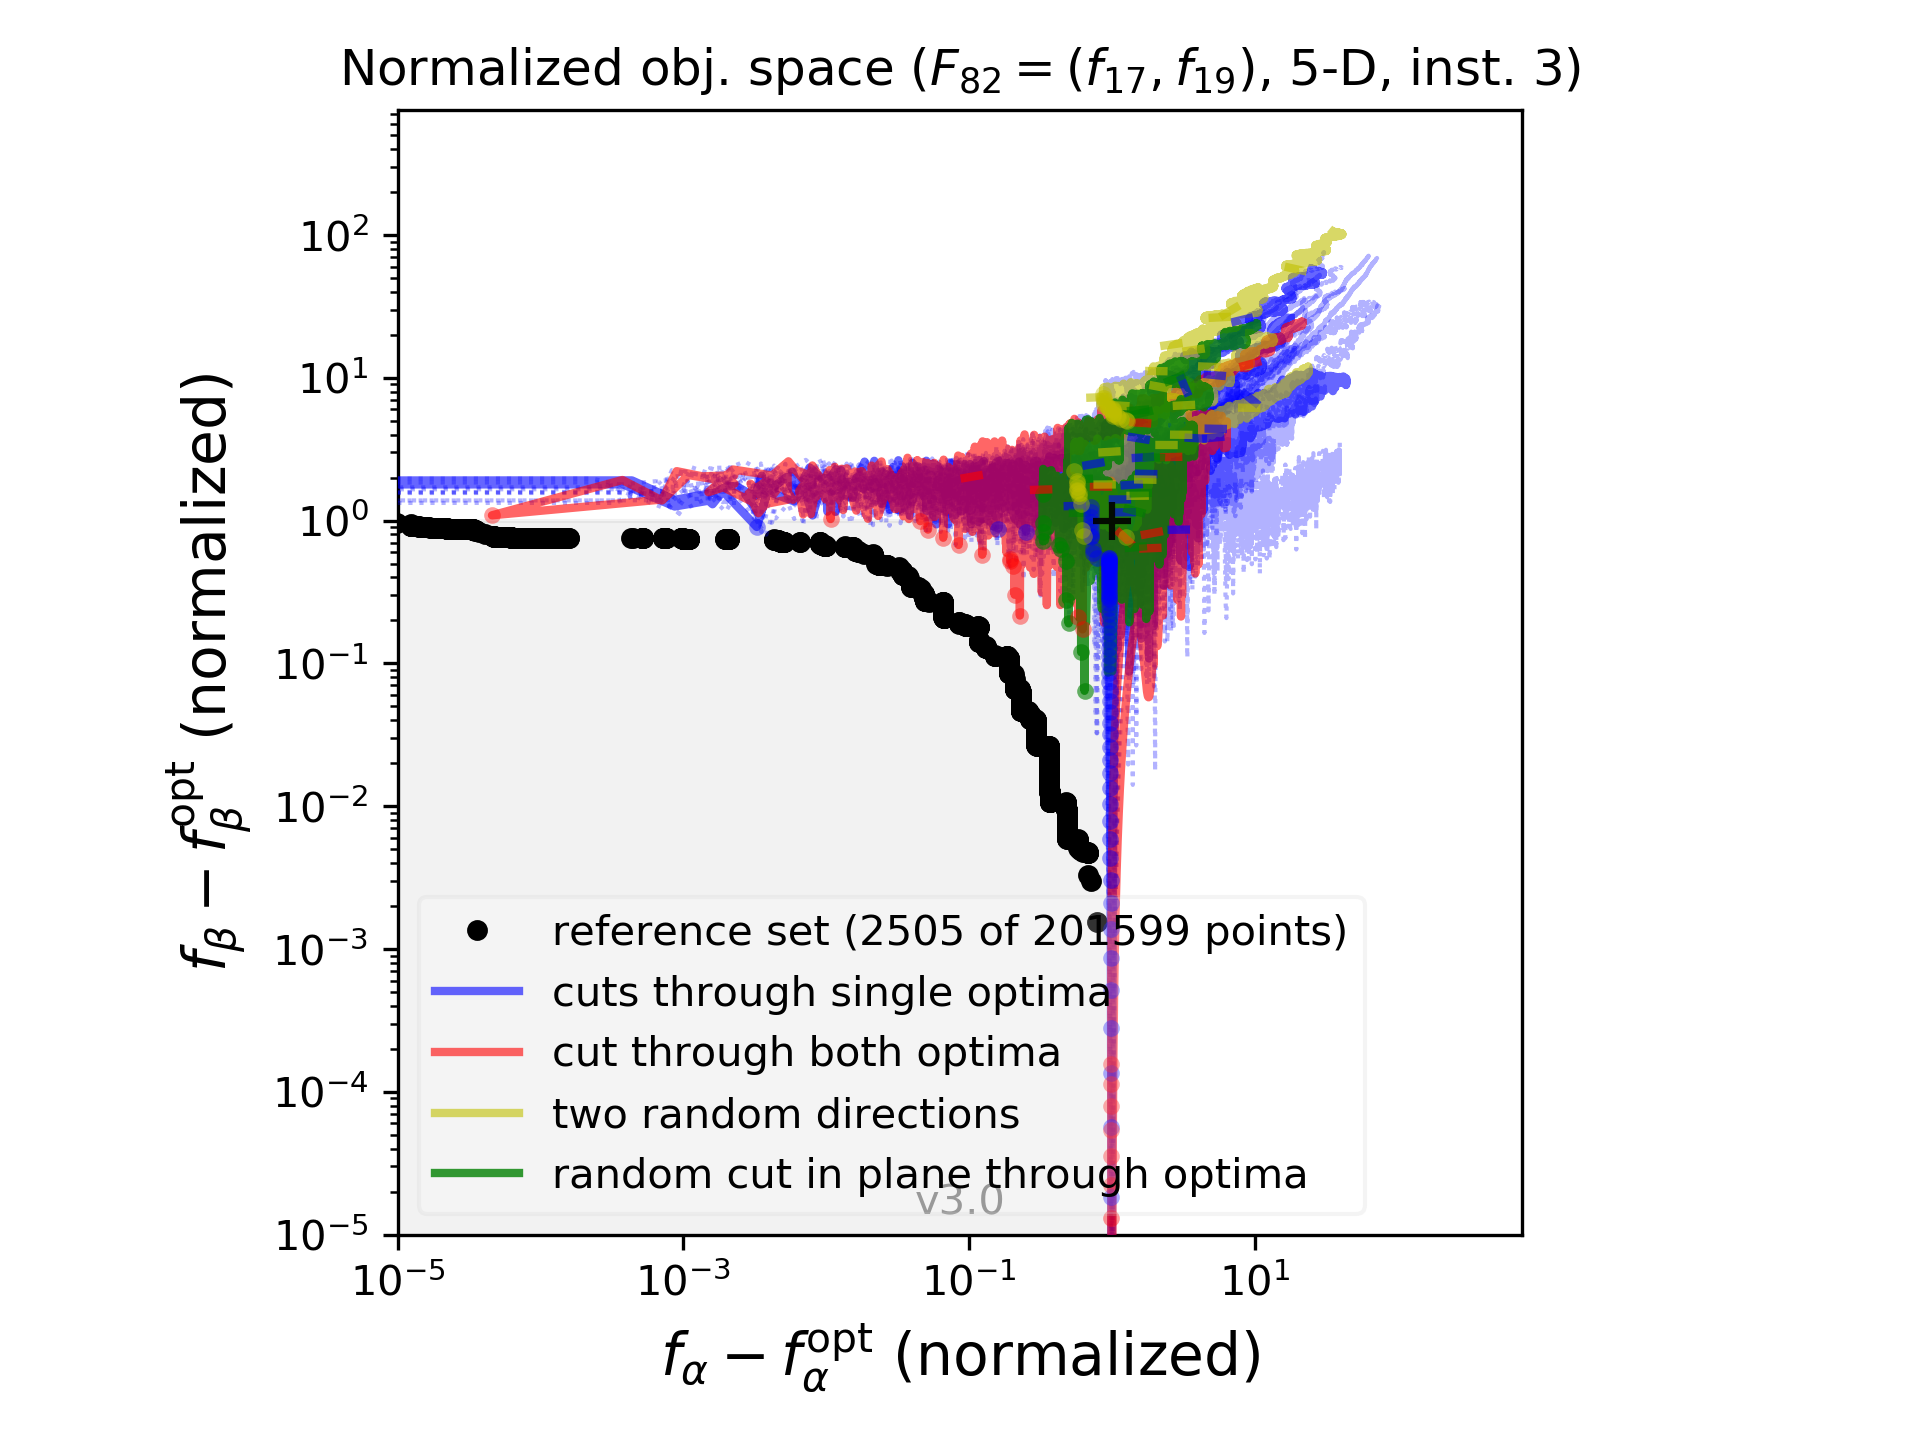 Normalized obj. space (F₈₂ = (f₁₇, f₁₉), 5-D, inst. 3)
f_β − f_β^opt (normalized)
10²
10¹
10⁰
10⁻¹
10⁻²
10⁻³
10⁻⁴
10⁻⁵
reference set (2505 of 201599 points)
cuts through single optima
cut through both optima
two random directions
random cut in plane through optima
v3.0
10⁻⁵ 10⁻³ 10⁻¹ 10¹
f_α − f_α^opt (normalized)